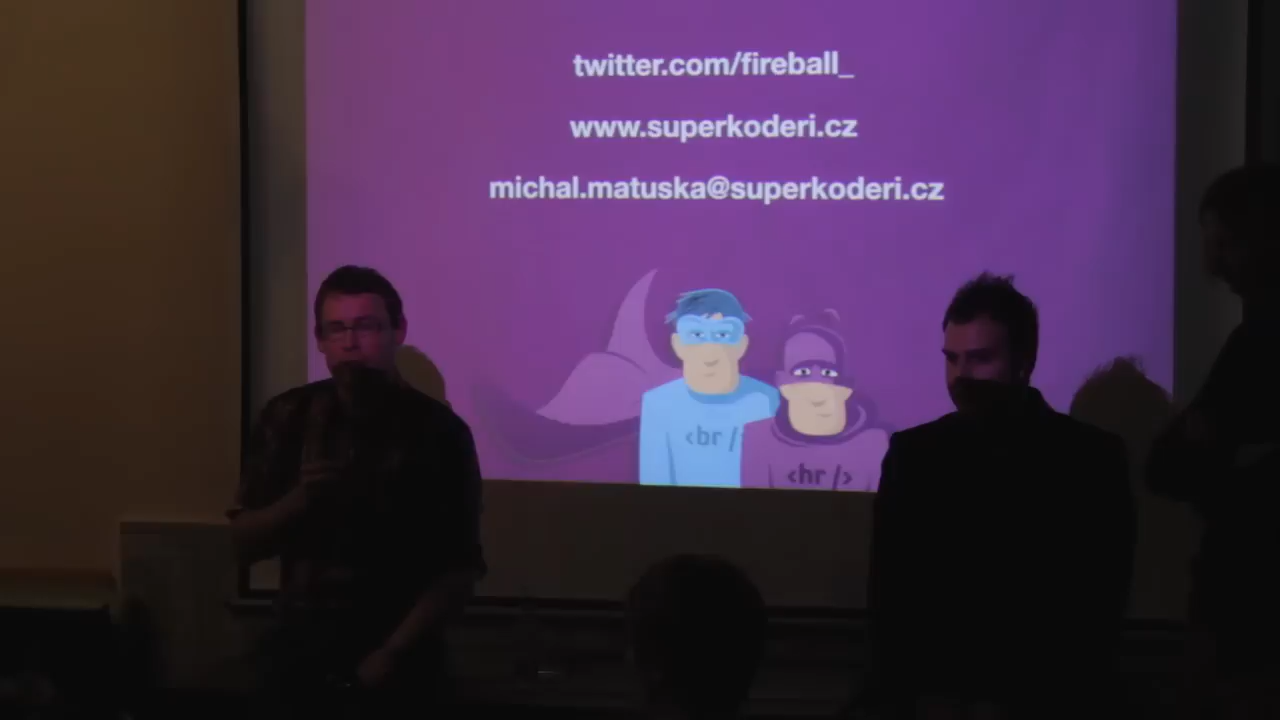 twitter.com/fireball_
www.superkoderi.cz
michal.matuska@superkoderi.cz
<br /
<hr />